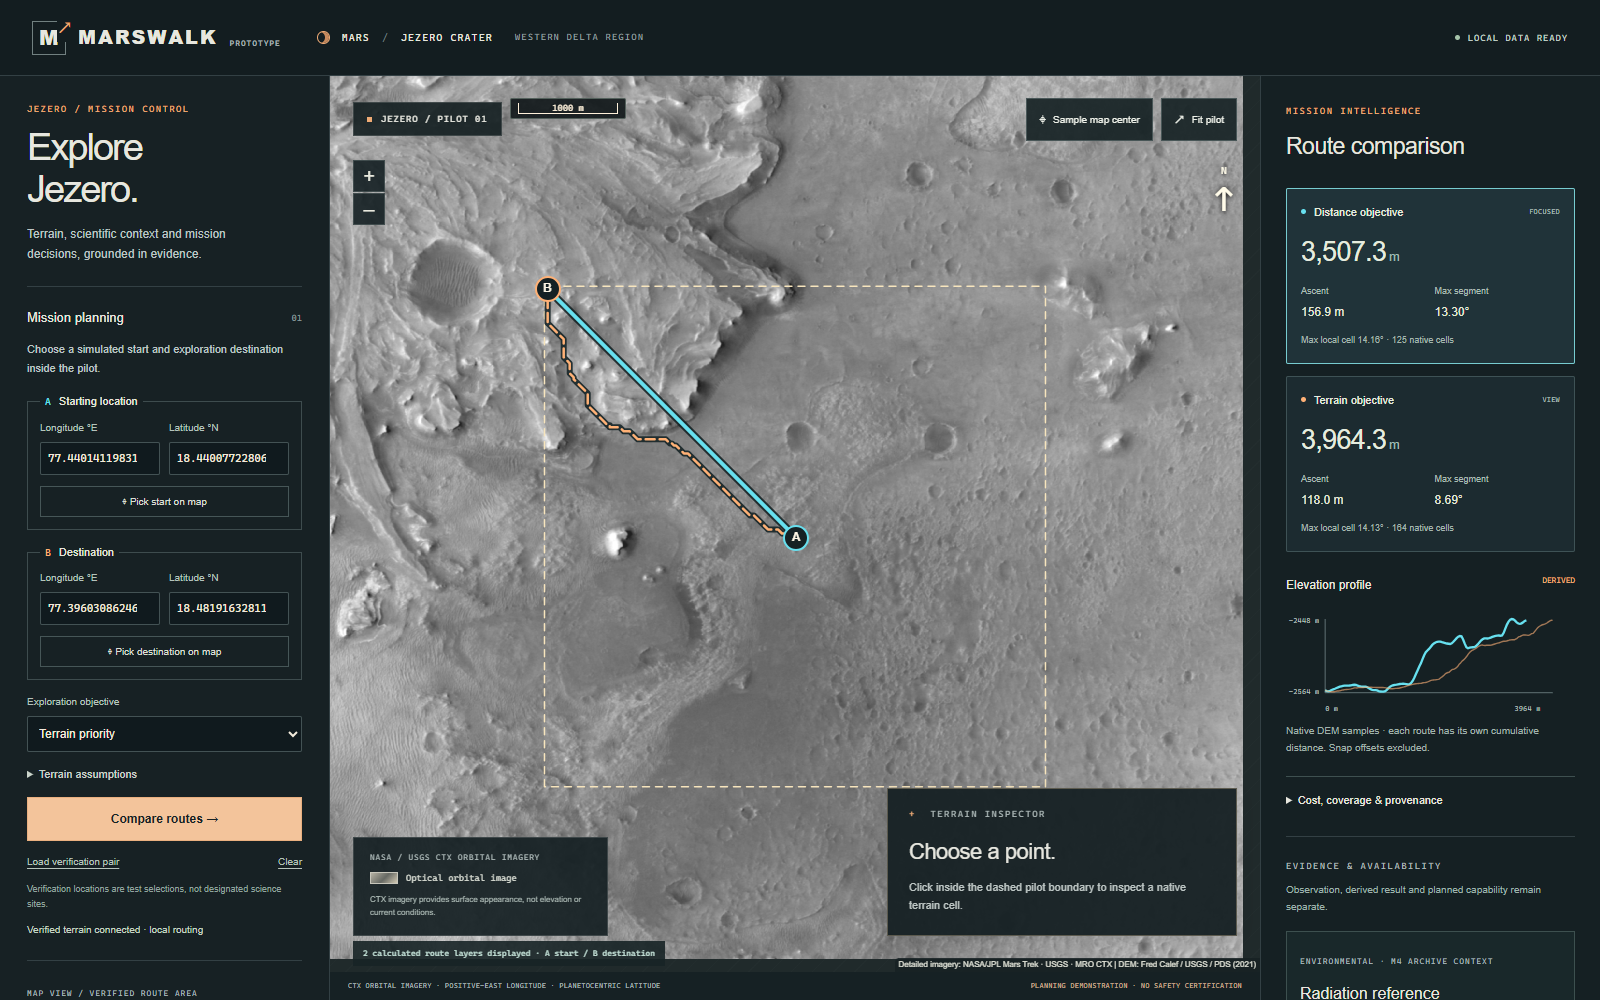 M MARSWALK PROTOTYPE
MARS / JEZERO CRATER WESTERN DELTA REGION
LOCAL DATA READY
JEZERO / MISSION CONTROL
Explore
Jezero.
Terrain, scientific context and mission
decisions, grounded in evidence.
Mission planning 01
Choose a simulated start and exploration destination
inside the pilot.
A Starting location
Longitude °E Latitude °N
77.44014119831 18.44007722806
Pick start on map
B Destination
Longitude °E Latitude °N
77.39603086246 18.48191632811
Pick destination on map
Exploration objective
Terrain priority
Terrain assumptions
Compare routes →
Load verification pair Clear
Verification locations are test selections, not designated science
sites.
Verified terrain connected · local routing
MAP VIEW / VERIFIED ROUTE AREA
JEZERO / PILOT 01
1000 m
Sample map center
Fit pilot
+
−
N
B
A
NASA / USGS CTX ORBITAL IMAGERY
Optical orbital image
CTX imagery provides surface appearance, not elevation or
current conditions.
2 calculated route layers displayed · A start / B destination
+ TERRAIN INSPECTOR
Choose a point.
Click inside the dashed pilot boundary to inspect a native
terrain cell.
Detailed imagery: NASA/JPL Mars Trek · USGS · MRO CTX | DEM: Fred Calef / USGS / PDS (2021)
CTX ORBITAL IMAGERY · POSITIVE-EAST LONGITUDE · PLANETOCENTRIC LATITUDE
PLANNING DEMONSTRATION · NO SAFETY CERTIFICATION
MISSION INTELLIGENCE
Route comparison
Distance objective FOCUSED
3,507.3 m
Ascent Max segment
156.9 m 13.30°
Max local cell 14.16° · 125 native cells
Terrain objective VIEW
3,964.3 m
Ascent Max segment
118.0 m 8.69°
Max local cell 14.13° · 164 native cells
Elevation profile DERIVED
−2448 m
−2564 m
0 m 3964 m
Native DEM samples · each route has its own cumulative
distance. Snap offsets excluded.
Cost, coverage & provenance
EVIDENCE & AVAILABILITY
Observation, derived result and planned capability remain
separate.
ENVIRONMENTAL · M4 ARCHIVE CONTEXT
Radiation reference